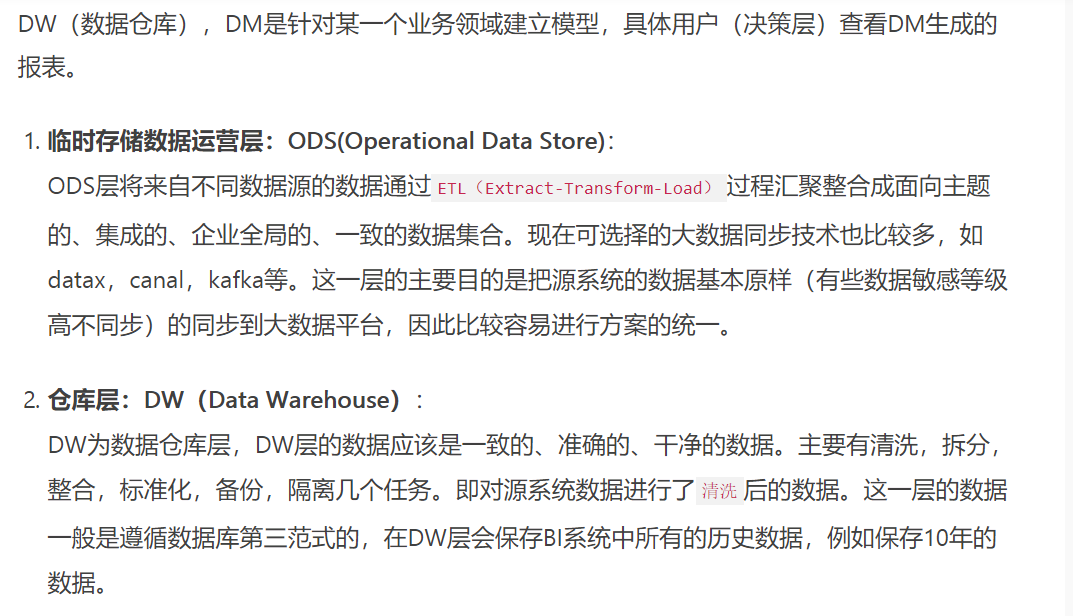 DW（数据仓库），DM是针对某一个业务领域建立模型，具体用户（决策层）查看DM生成的
报表。
1. 临时存储数据运营层：ODS(Operational Data Store)：
ODS层将来自不同数据源的数据通过 ETL（Extract-Transform-Load） 过程汇聚整合成面向主题
的、集成的、企业全局的、一致的数据集合。现在可选择的大数据同步技术也比较多，如
datax，canal，kafka等。这一层的主要目的是把源系统的数据基本原样（有些数据敏感等级
高不同步）的同步到大数据平台，因此比较容易进行方案的统一。
2. 仓库层：DW（Data Warehouse）：
DW为数据仓库层，DW层的数据应该是一致的、准确的、干净的数据。主要有清洗，拆分，
整合，标准化，备份，隔离几个任务。即对源系统数据进行了 清洗 后的数据。这一层的数据
一般是遵循数据库第三范式的，在DW层会保存BI系统中所有的历史数据，例如保存10年的
数据。